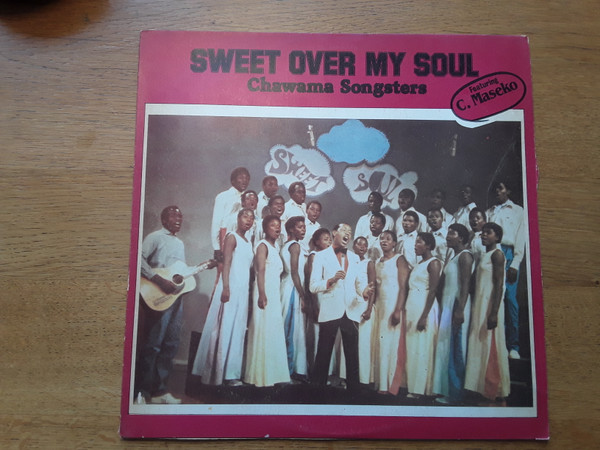 SWEET OVER MY SOUL
Chawama Songsters
Featuring
C. Maseko
SWEET
SOUL